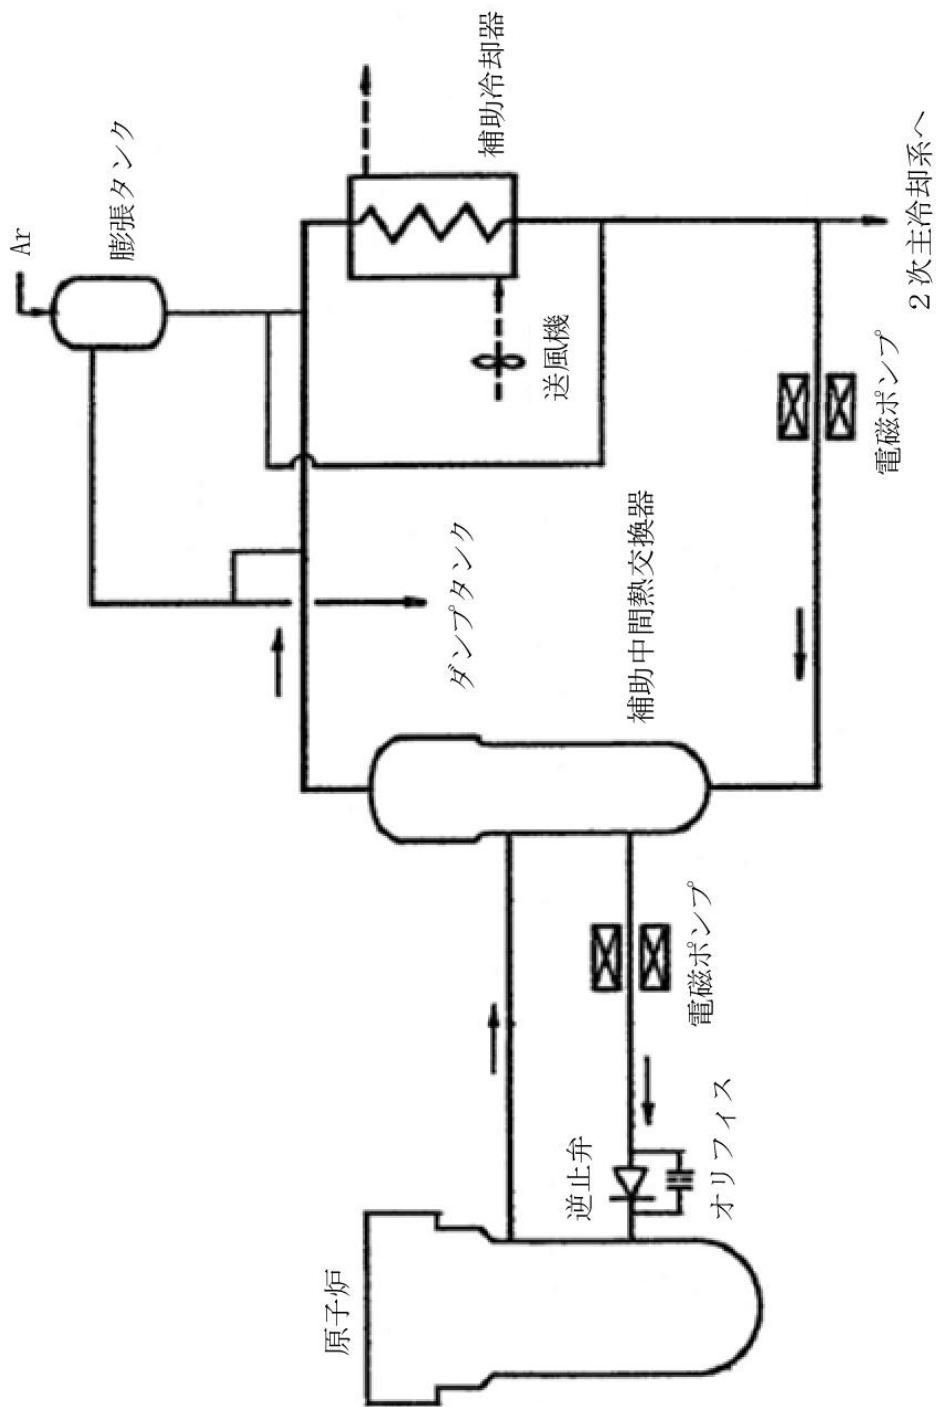 原子炉
逆止弁
オリフィス
電磁ポンプ
補助中間熱交換器
ダンプタンク
Ar
膨張タンク
送風機
補助冷却器
電磁ポンプ
2次主冷却系へ